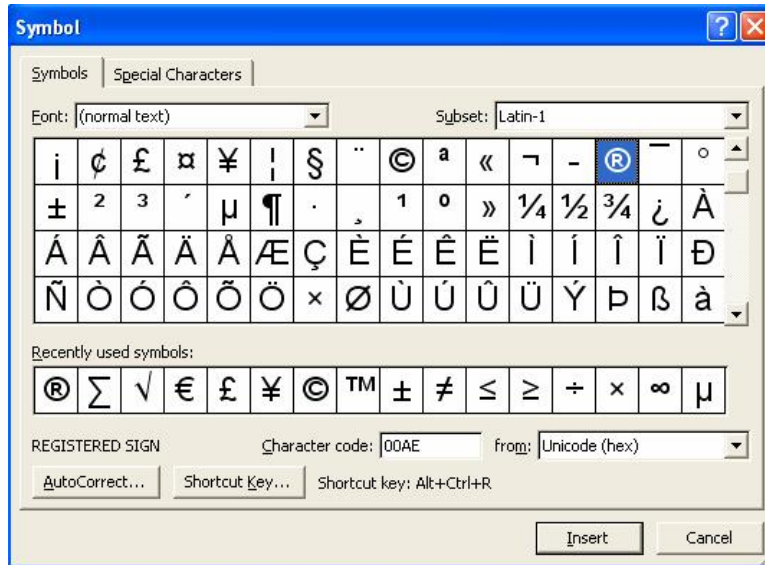 Symbol
Symbols Special Characters
Font: (normal text) Subset: Latin-1
¡ ¢ £ ¤ ¥ ¦ § ¨ © ª « ¬ - ® ¯ °
± ² ³ ´ µ ¶ · ¸ ¹ º » ¼ ½ ¾ ¿ À
Á Â Ã Ä Å Æ Ç È É Ê Ë Ì Í Î Ï Ð
Ñ Ò Ó Ô Õ Ö × Ø Ù Ú Û Ü Ý Þ ß à
Recently used symbols:
® ∑ √ € £ ¥ © ™ ± ≠ ≤ ≥ ÷ × ∞ µ
REGISTERED SIGN Character code: 00AE from: Unicode (hex)
AutoCorrect... Shortcut Key... Shortcut key: Alt+Ctrl+R
Insert Cancel